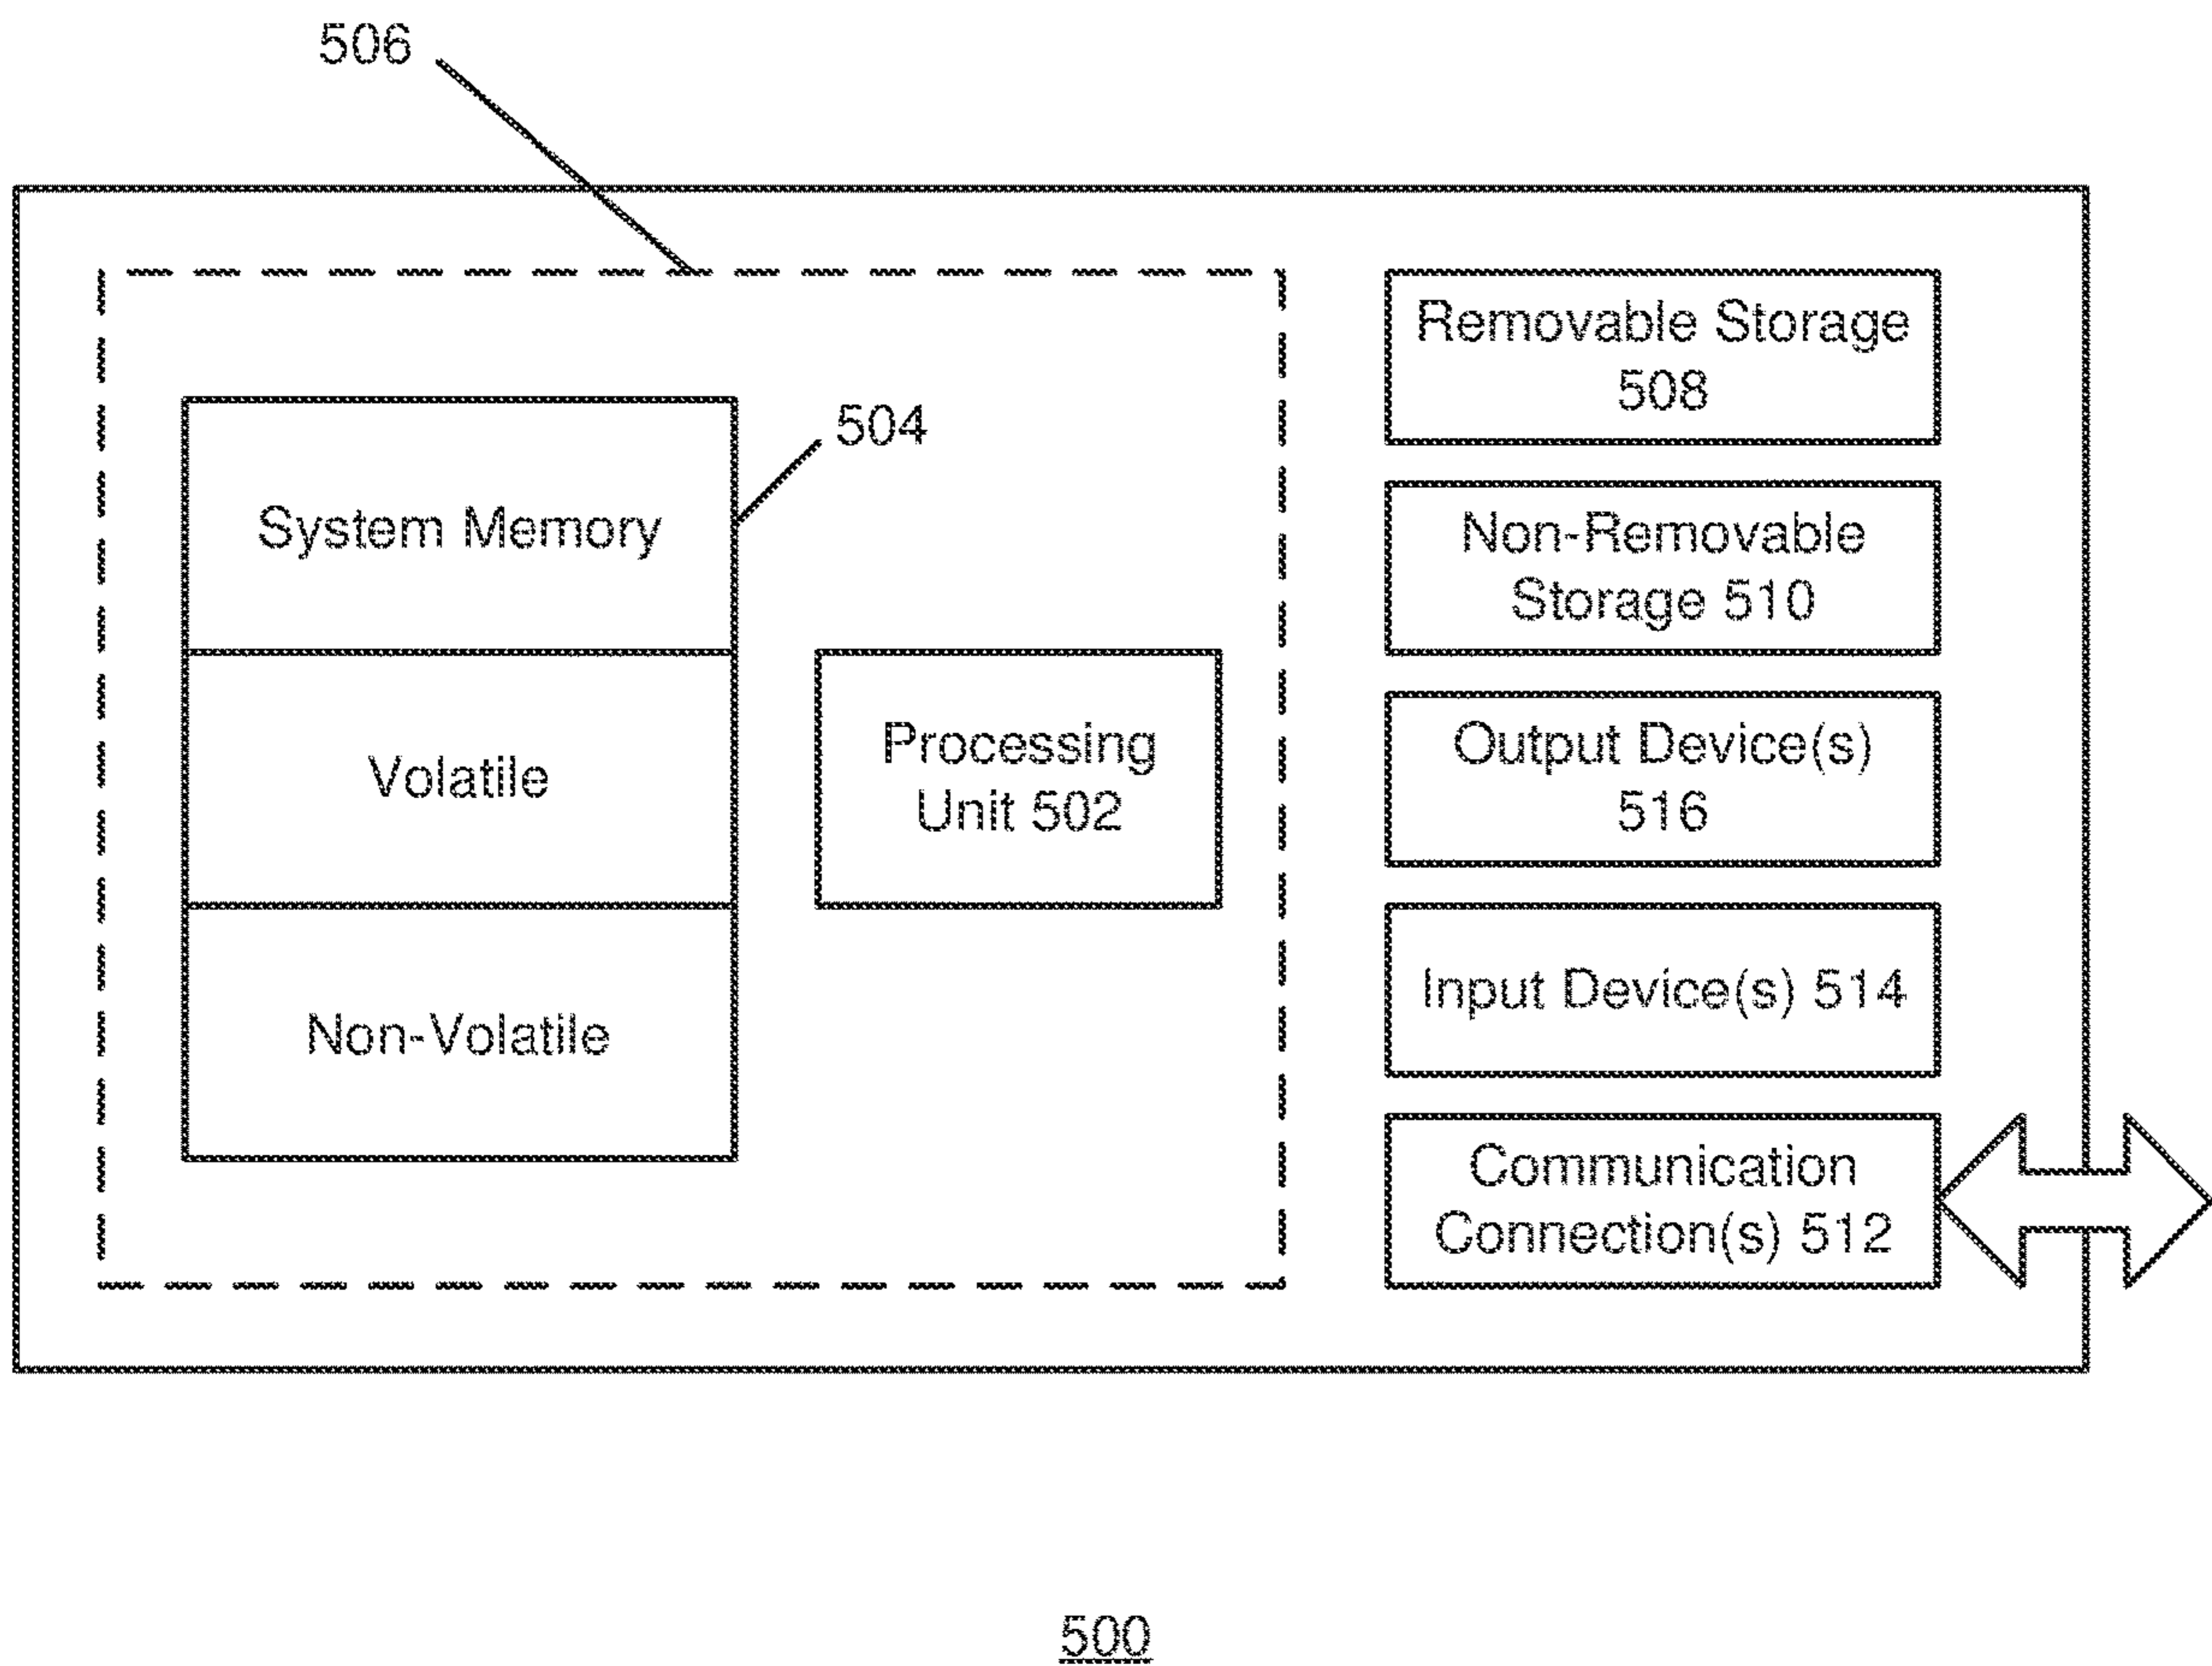 506
504
System Memory
Volatile
Non-Volatile
Processing
Unit 502
Removable Storage
508
Non-Removable
Storage 510
Output Device(s)
516
Input Device(s) 514
Communication
Connection(s) 512
500